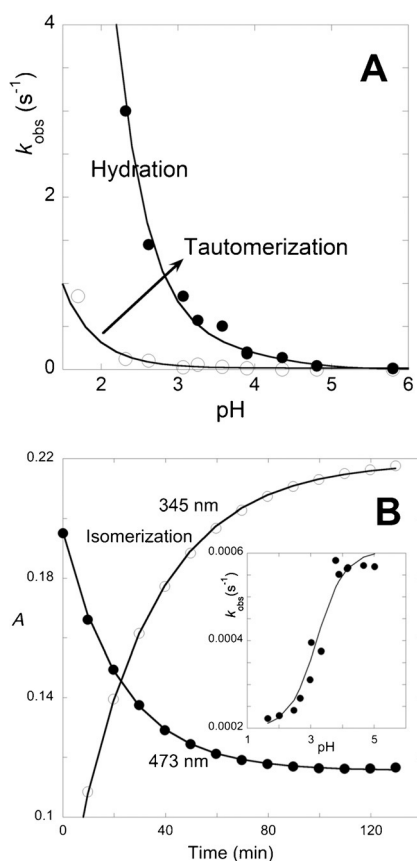 4
A
k obs (s-1)
Hydration
2
Tautomerization
0
2 3 4 5 6
pH
0.22
345 nm
B
Isomerization
0.0006
k obs (s-1)
0.18
A
0.0004
0.14
0.0002
1 3 5
pH
473 nm
0.1
0 40 80 120
Time (min)